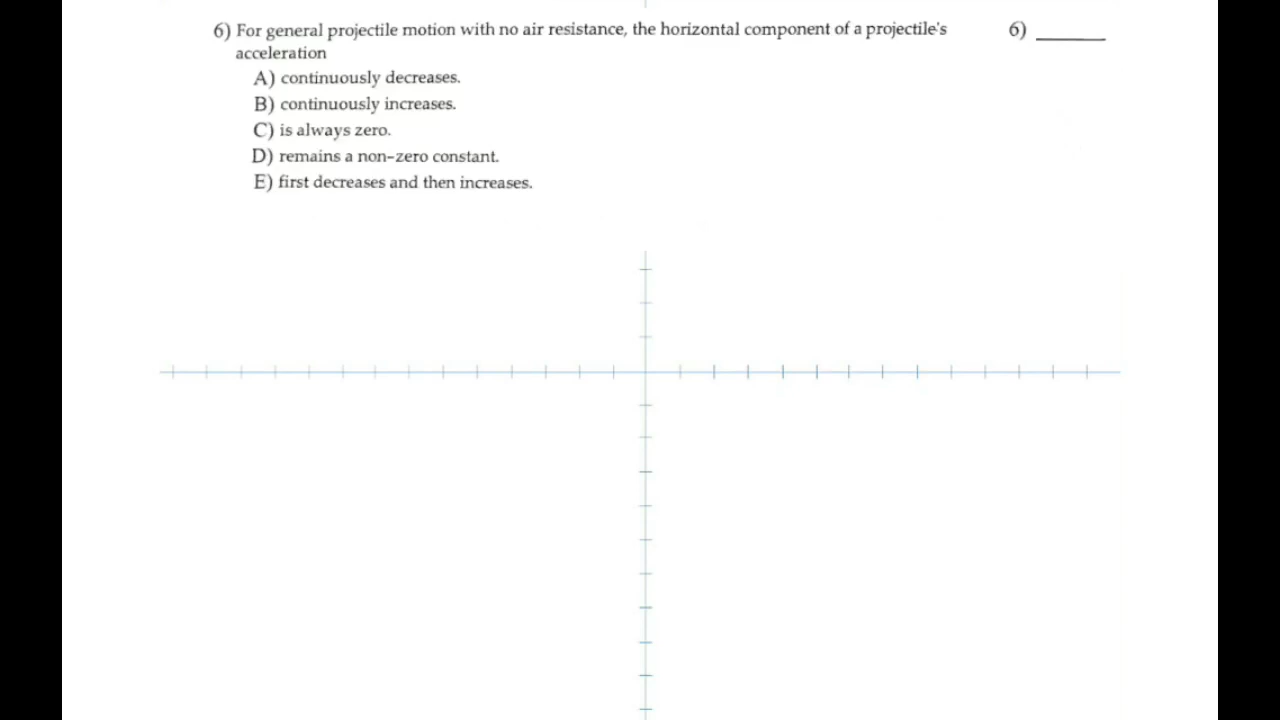 6) For general projectile motion with no air resistance, the horizontal component of a projectile's 6) ______
acceleration
A) continuously decreases.
B) continuously increases.
C) is always zero.
D) remains a non-zero constant.
E) first decreases and then increases.